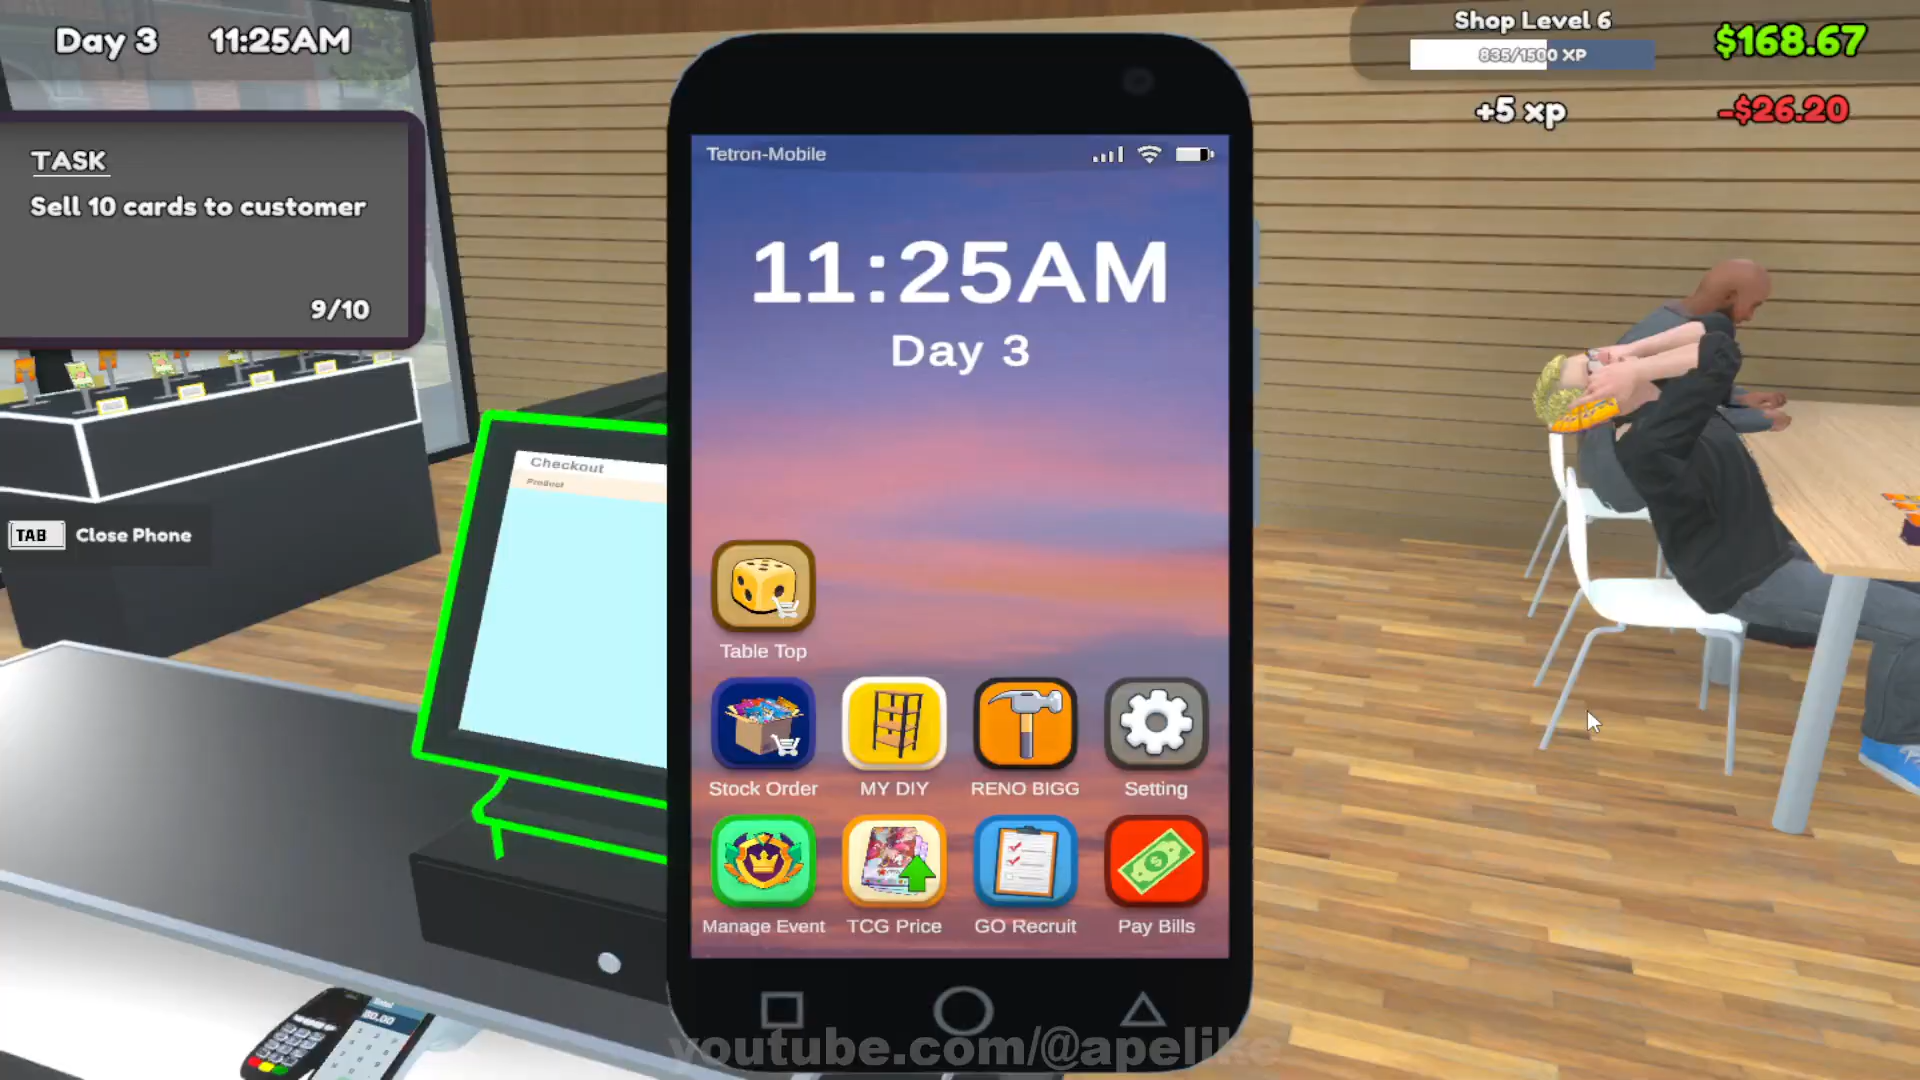 Day 3 11:25AM
Shop Level 6
835/1500 XP
$168.67
+5 xp
-$26.20
TASK
Sell 10 cards to customer
9/10
TAB Close Phone
Checkout
Product
Tetron-Mobile
11:25AM
Day 3
Table Top
Stock Order MY DIY RENO BIGG Setting
Manage Event TCG Price GO Recruit Pay Bills
youtube.com/@apelike